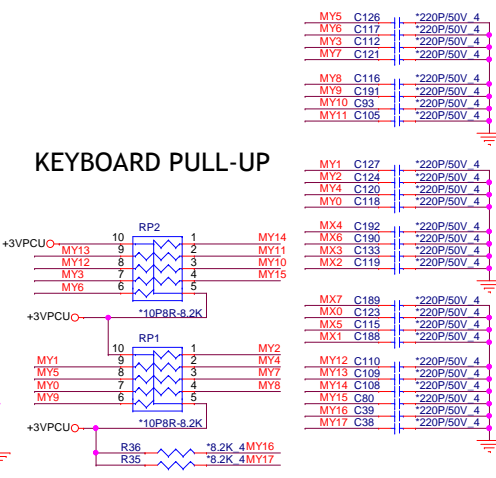 MY5 C126 *220P/50V_4
MY6 C117 *220P/50V_4
MY3 C112 *220P/50V_4
MY7 C121 *220P/50V_4
MY8 C116 *220P/50V_4
MY9 C191 *220P/50V_4
MY10 C93 *220P/50V_4
MY11 C105 *220P/50V_4
KEYBOARD PULL-UP
MY1 C127 *220P/50V_4
MY2 C124 *220P/50V_4
MY4 C120 *220P/50V_4
MY0 C118 *220P/50V_4
MX4 C192 *220P/50V_4
MX6 C190 *220P/50V_4
MX3 C133 *220P/50V_4
MX2 C119 *220P/50V_4
MX7 C189 *220P/50V_4
MX0 C123 *220P/50V_4
MX5 C115 *220P/50V_4
MX1 C188 *220P/50V_4
MY12 C110 *220P/50V_4
MY13 C109 *220P/50V_4
MY14 C108 *220P/50V_4
MY15 C80 *220P/50V_4
MY16 C39 *220P/50V_4
MY17 C38 *220P/50V_4
RP2
+3VPCU 10 1 MY14
MY13 9 2 MY11
MY12 8 3 MY10
MY3 7 4 MY15
MY6 6 5
+3VPCU *10P8R-8.2K
RP1
10 1 MY2
MY1 9 2 MY4
MY5 8 3 MY7
MY0 7 4 MY8
MY9 6 5
+3VPCU *10P8R-8.2K
R36 *8.2K_4 MY16
R35 *8.2K_4 MY17